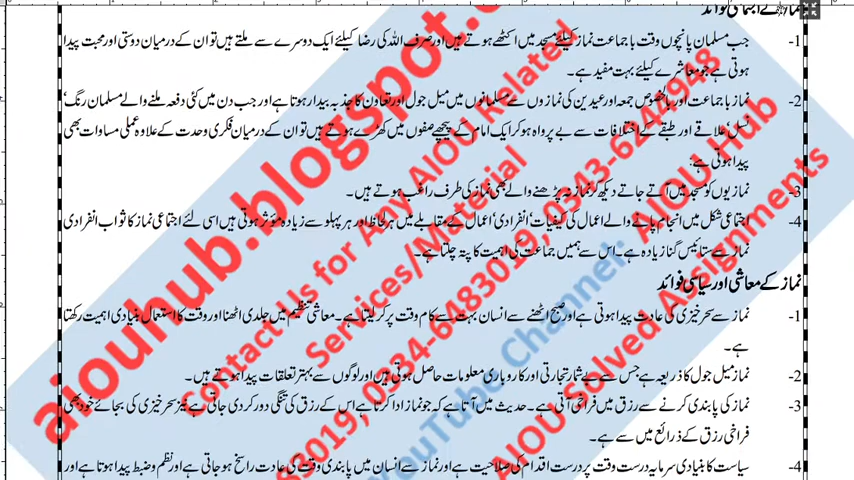 نماز کے اجتماعی فوائد
1- جب مسلمان پانچوں وقت با جماعت نماز کیلئے مسجد میں اکٹھے ہوتے ہیں اور صرف اللہ کی رضا کیلئے ایک دوسرے سے ملتے ہیں تو ان کے درمیان دوستی اور محبت پیدا
ہوتی ہے جو معاشرے کیلئے بہت مفید ہے۔
2- نماز با جماعت اور بالخصوص جمعہ اور عیدین کی نمازوں سے مسلمانوں میں میل جول اور تعاون کا جذبہ بیدار ہوتا ہے اور جب دن میں کئی دفعہ ملنے والے مسلمان رنگ‘
نسل‘ علاقے اور طبقے کے اختلافات سے بے پرواہ ہو کر ایک امام کے پیچھے صفوں میں کھڑے ہوتے ہیں تو ان کے درمیان فکری وحدت کے علاوہ عملی مساوات بھی
پیدا ہوتی ہے۔
3- نمازیوں کو مسجد میں آتے جاتے دیکھ کر نماز نہ پڑھنے والے بھی نماز کی طرف راغب ہوتے ہیں۔
4- اجتماعی شکل میں انجام پانے والے اعمال کی کیفیات‘ انفرادی‘ اعمال کے مقابلے میں ہر لحاظ اور ہر پہلو سے زیادہ مؤثر ہوتی ہیں اسی لئے اجتماعی نماز کا ثواب انفرادی
نماز سے ستائیس گنا زیادہ ہے۔ اس سے ہمیں جماعت کی اہمیت کا پتہ چلتا ہے۔
نماز کے معاشی اور سیاسی فوائد
1- نماز سے سحر خیزی کی عادت پیدا ہوتی ہے اور صبح اٹھنے سے انسان بہت سے کام وقت پر کر لیتا ہے۔ معاشی تنظیم میں جلدی اٹھنا اور وقت کا استعمال بنیادی اہمیت رکھتا
ہے۔
2- نماز میل جول کا ذریعہ ہے جس سے بے شمار تجارتی اور کاروباری معلومات حاصل ہوتی ہیں اور لوگوں سے بہتر تعلقات پیدا ہوتے ہیں۔
3- نماز کی پابندی کرنے سے رزق میں فراخی آتی ہے۔ حدیث میں آتا ہے کہ جو نماز ادا کرتا ہے اس کے رزق کی تنگی دور کر دی جاتی ہے نیز سحر خیزی کی بجائے خود بھی
فراخی رزق کے ذرائع میں سے ہے۔
4- سیاست کا بنیادی سرمایہ درست وقت پر درست اقدام کی صلاحیت ہے اور نماز سے انسان میں پابندی وقت کی عادت راسخ ہو جاتی ہے اور نظم و ضبط پیدا ہوتا ہے اور
aiouhub.blogspot.co
Contact Us for Any AIOU Related
Services/Material
83019, 0334-6483019, 0343-6244948
YouTube Channel: AIOU Hub
AIOU Solved Assignments